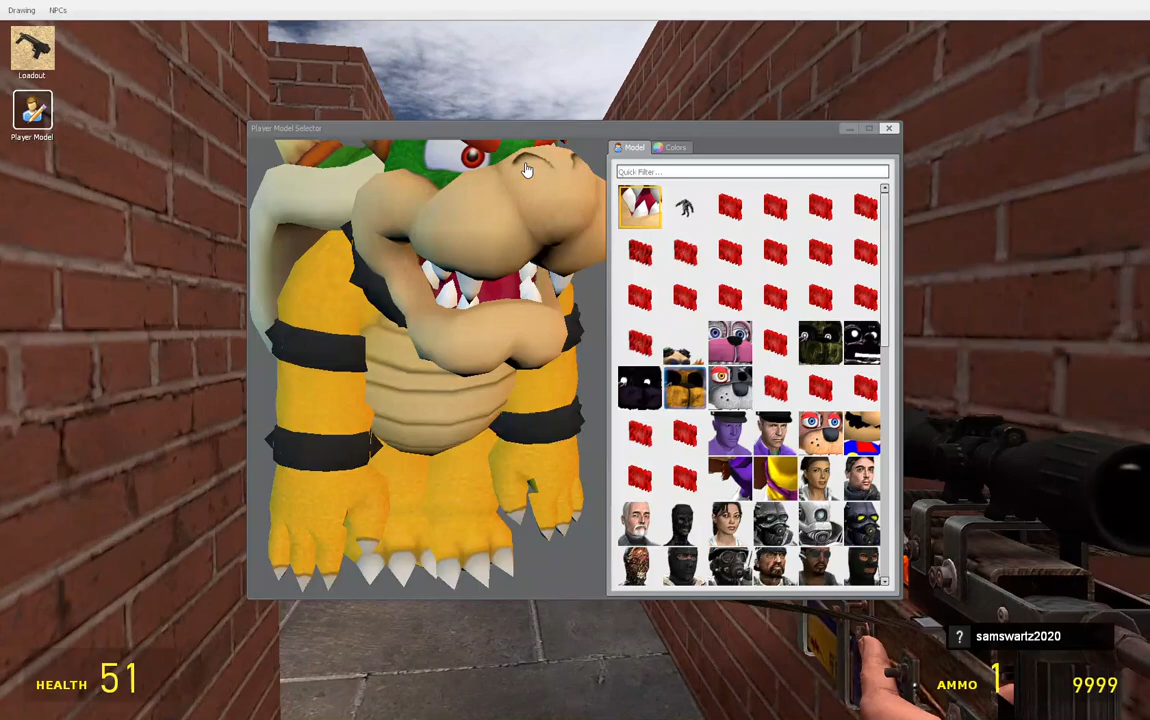 Drawing NPCs
Loadout
Player Model
Player Model Selector
Model Colors
Quick Filter...
? samswartz2020
HEALTH 51
AMMO 1 9999